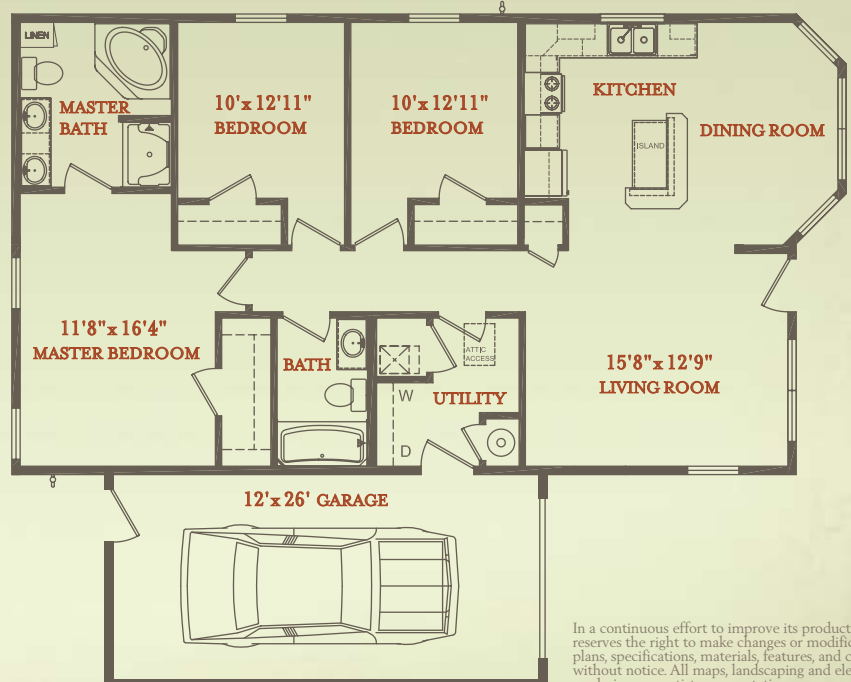 LINEN
MASTER
BATH
10' x 12'11"
BEDROOM
10' x 12'11"
BEDROOM
KITCHEN
ISLAND
DINING ROOM
11'8" x 16'4"
MASTER BEDROOM
BATH
ATTIC
ACCESS
W
UTILITY
D
15'8" x 12'9"
LIVING ROOM
12' x 26' GARAGE
In a continuous effort to improve its product
reserves the right to make changes or modific
plans, specifications, materials, features, and c
without notice. All maps, landscaping and ele